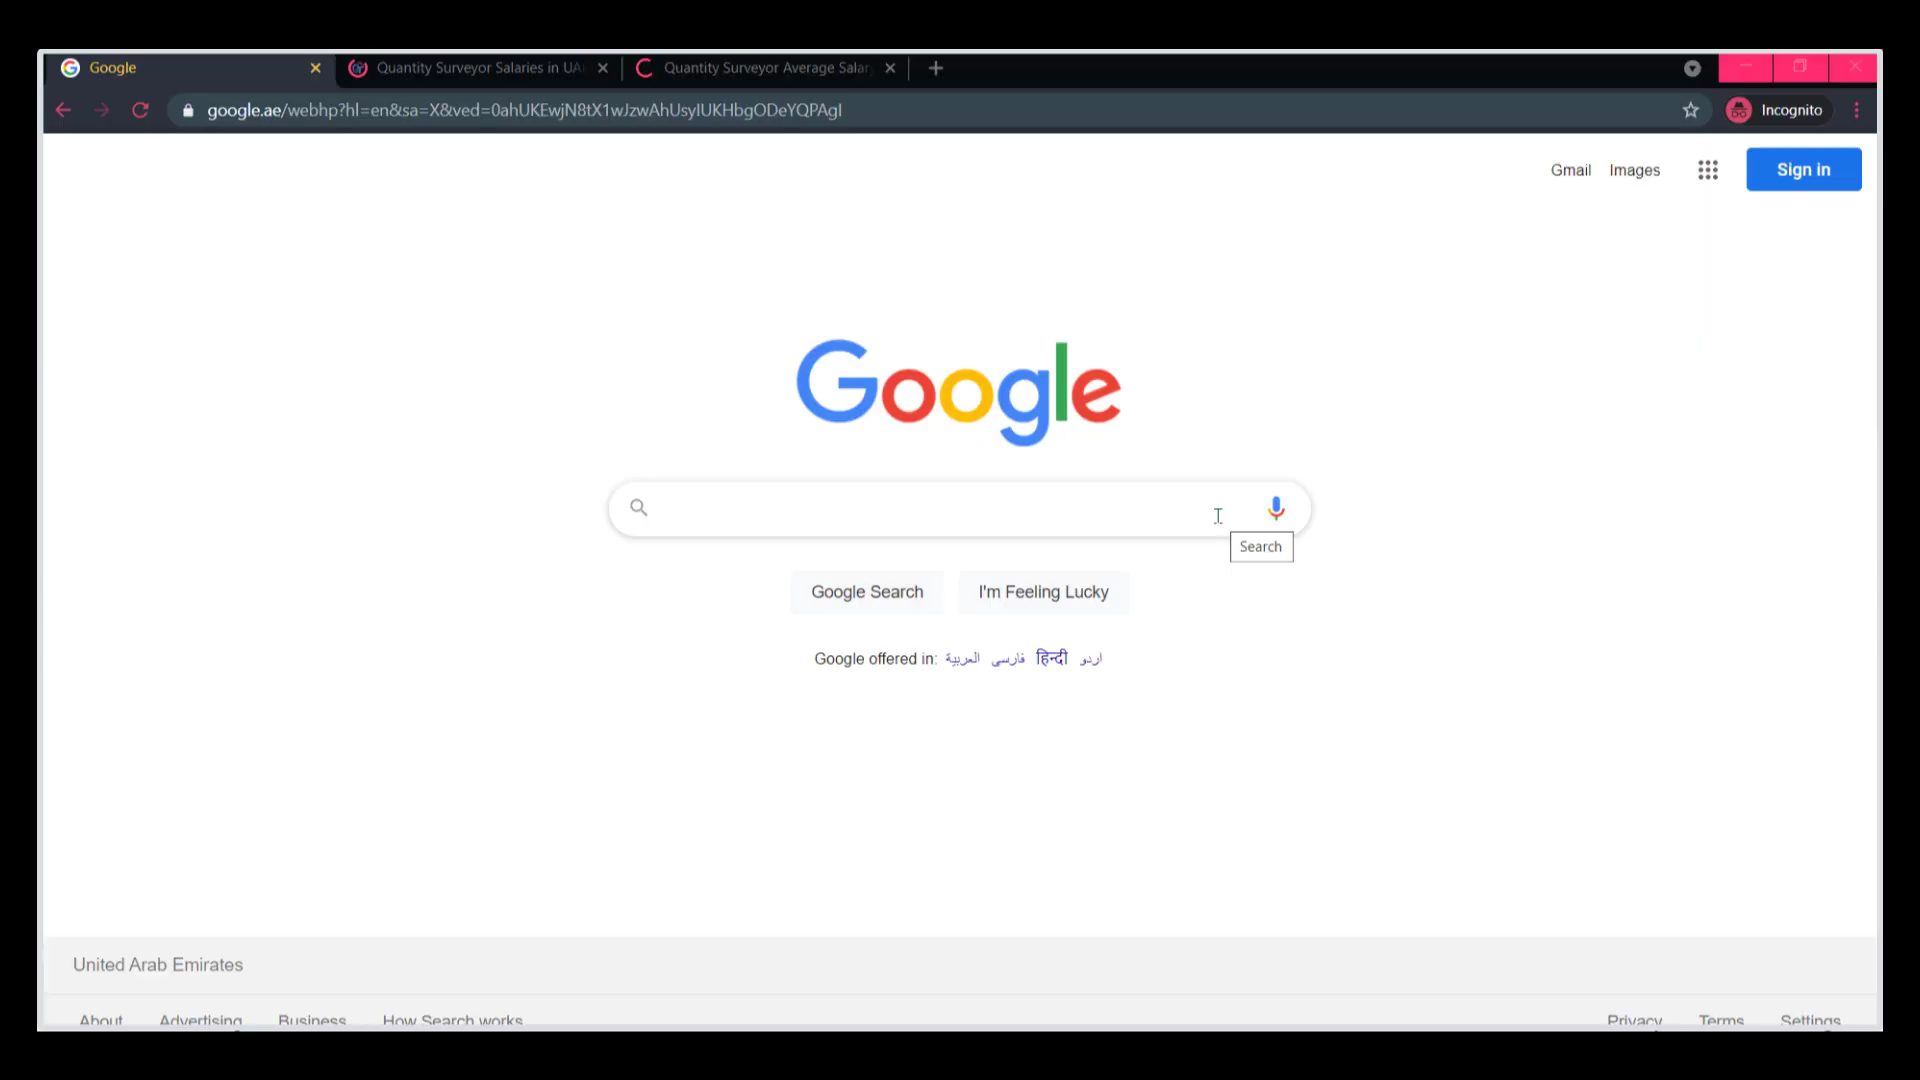 Google
Quantity Surveyor Salaries in UA
Quantity Surveyor Average Salar
google.ae/webhp?hl=en&sa=X&ved=0ahUKEwjN8tX1wJzwAhUsyIUKHbgODeYQPAgI
Incognito
Gmail Images Sign in
Google
Search
Google Search I'm Feeling Lucky
Google offered in: العربية فارسی हिन्दी اردو
United Arab Emirates
About Advertising Business How Search works Privacy Terms Settings